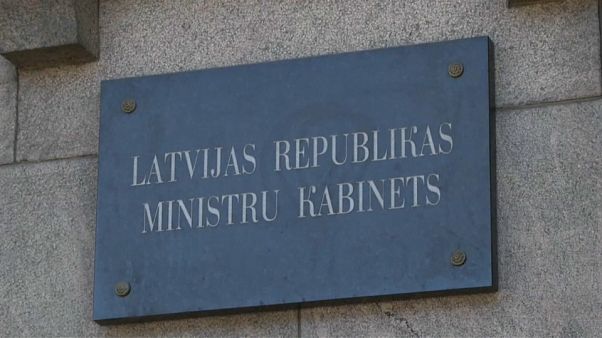 LATVIJAS REPUBLIKAS
MINISTRU KABINETS